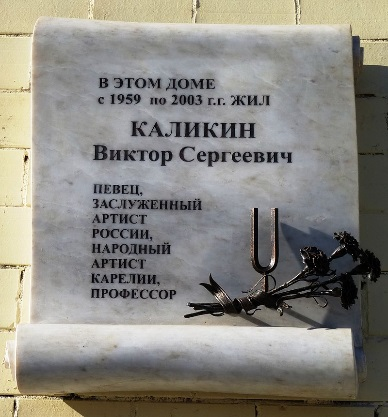 В ЭТОМ ДОМЕ
с 1959 по 2003 г.г. ЖИЛ
КАЛИКИН
Виктор Сергеевич
ПЕВЕЦ,
ЗАСЛУЖЕННЫЙ
АРТИСТ
РОССИИ,
НАРОДНЫЙ
АРТИСТ
КАРЕЛИИ,
ПРОФЕССОР